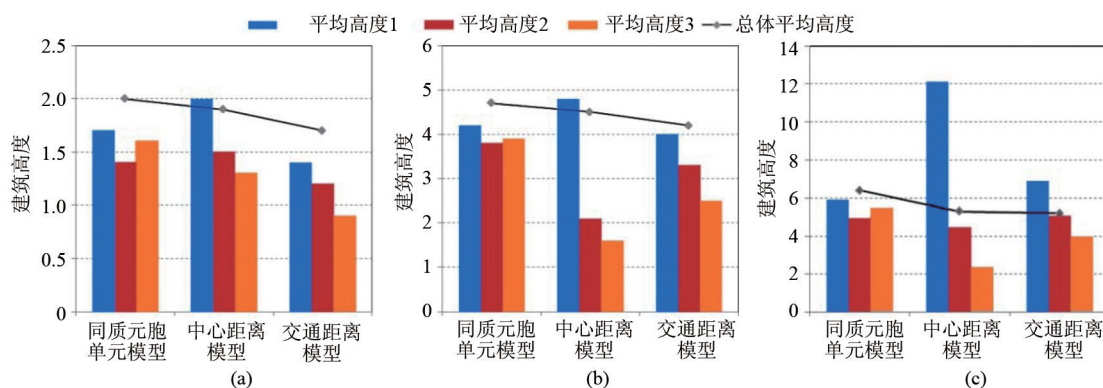 平均高度1 平均高度2 平均高度3 总体平均高度
建筑高度
2.5
2.0
1.5
1.0
0.5
0
同质元胞
单元模型
中心距离
模型
交通距离
模型
(a)
建筑高度
6
5
4
3
2
1
0
同质元胞
单元模型
中心距离
模型
交通距离
模型
(b)
建筑高度
14
12
10
8
6
4
2
0
同质元胞
单元模型
中心距离
模型
交通距离
模型
(c)